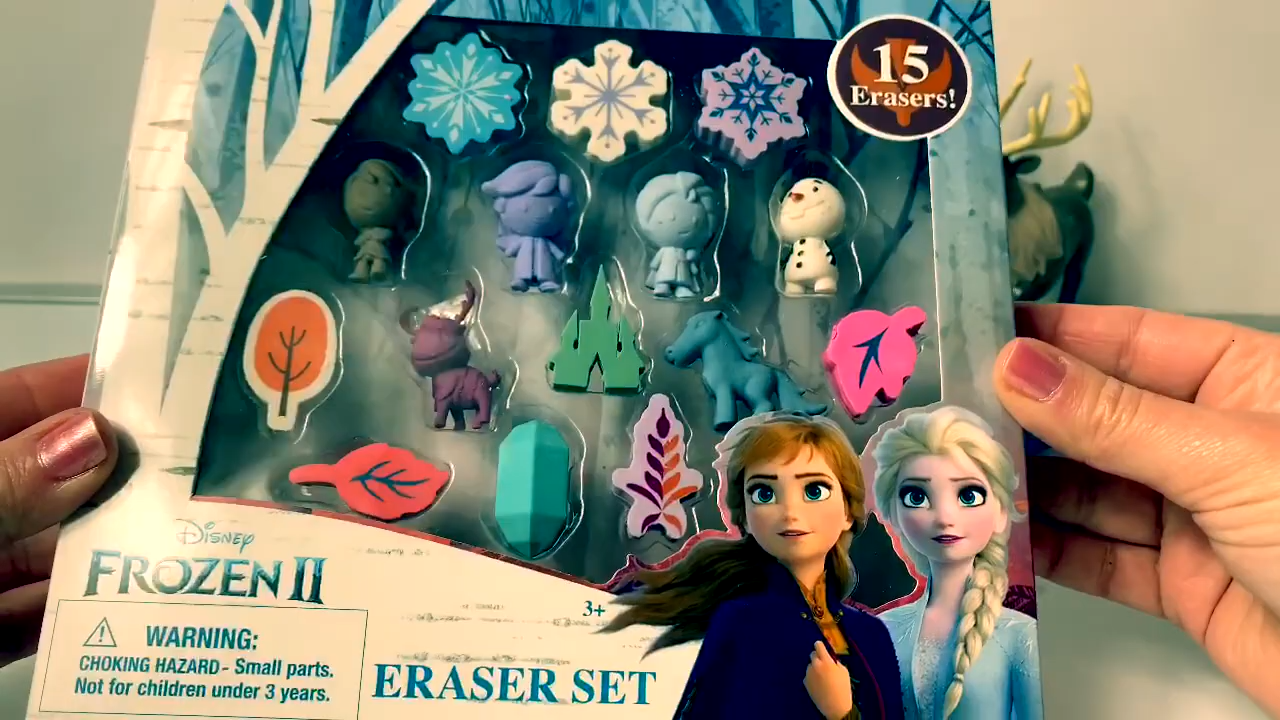 15
Erasers!
Disney
FROZEN II
WARNING:
CHOKING HAZARD - Small parts.
Not for children under 3 years.
3+
ERASER SET